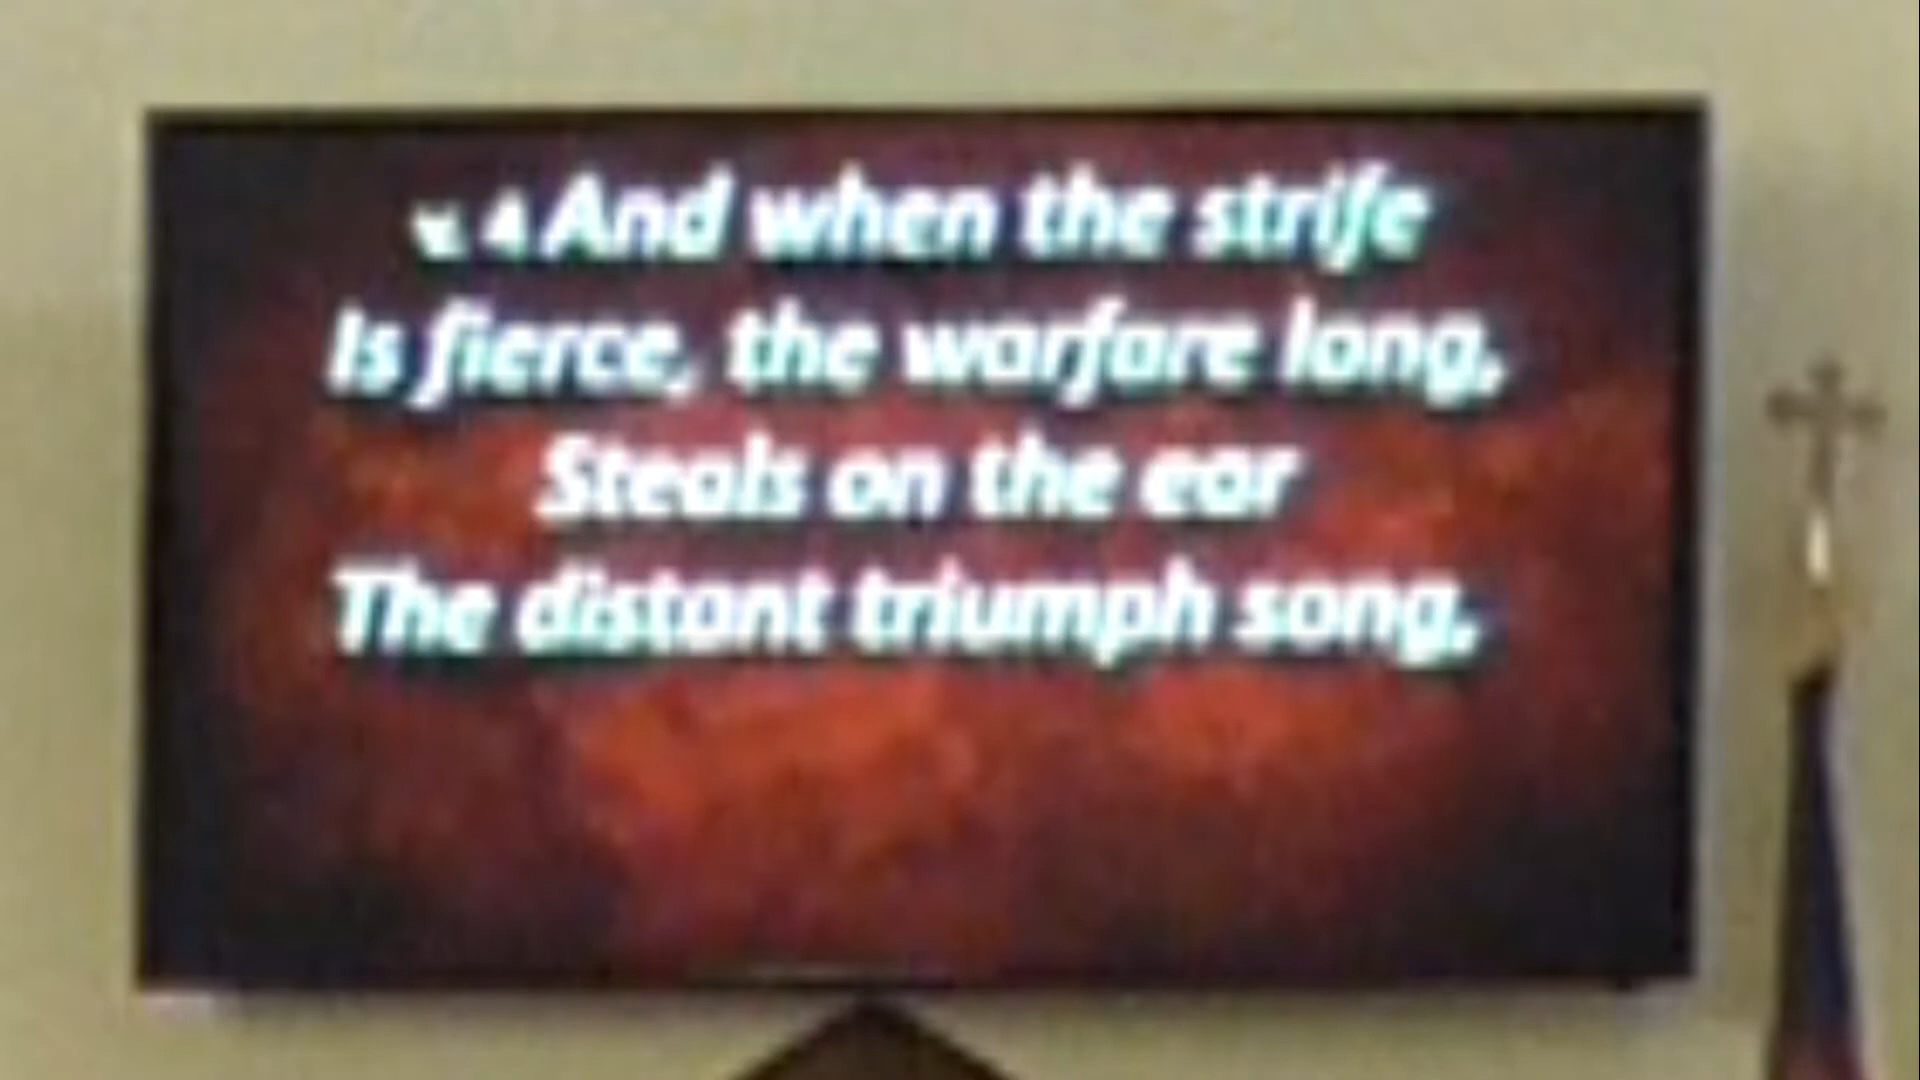 v. 4 And when the strife
Is fierce, the warfare long,
Steals on the ear
The distant triumph song,